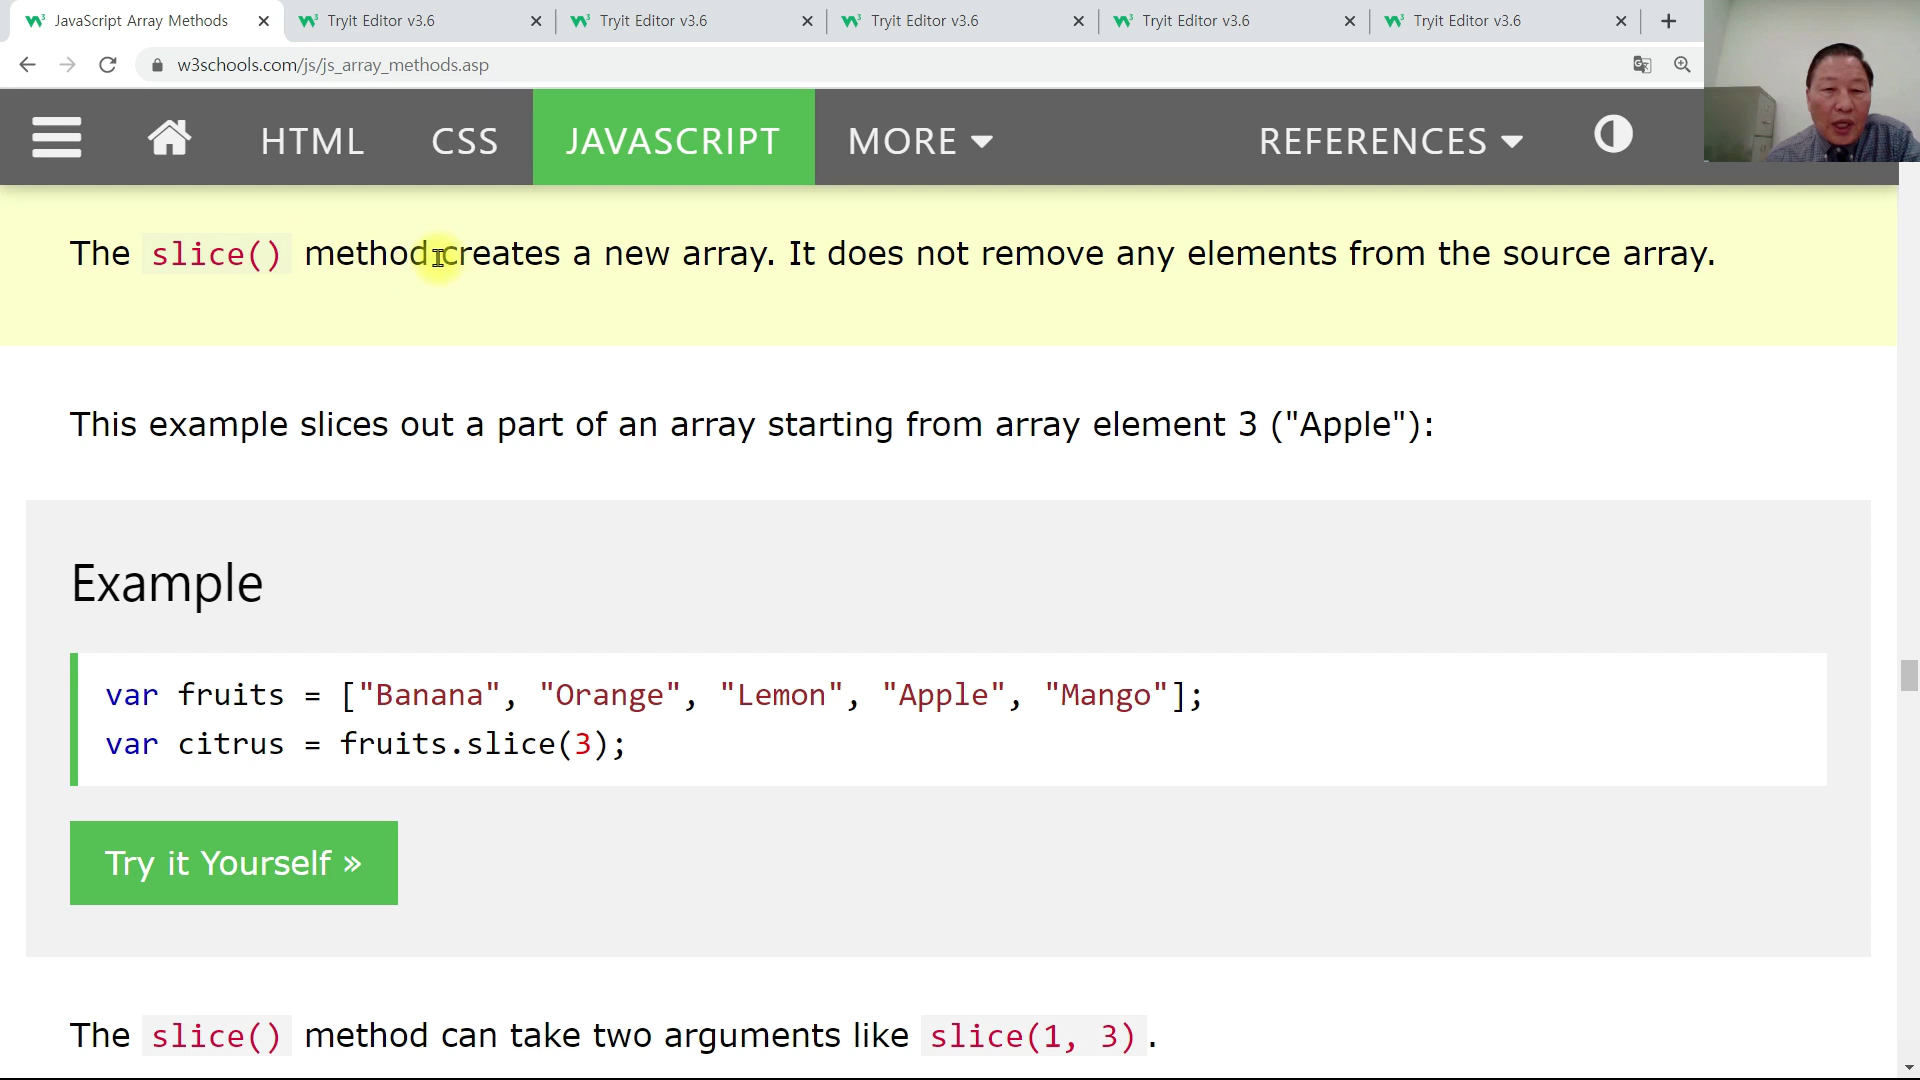 JavaScript Array Methods
Tryit Editor v3.6
Tryit Editor v3.6
Tryit Editor v3.6
Tryit Editor v3.6
Tryit Editor v3.6
w3schools.com/js/js_array_methods.asp
HTML CSS JAVASCRIPT MORE REFERENCES
The slice() method creates a new array. It does not remove any elements from the source array.
This example slices out a part of an array starting from array element 3 ("Apple"):
Example
var fruits = ["Banana", "Orange", "Lemon", "Apple", "Mango"];
var citrus = fruits.slice(3);
Try it Yourself »
The slice() method can take two arguments like slice(1, 3).